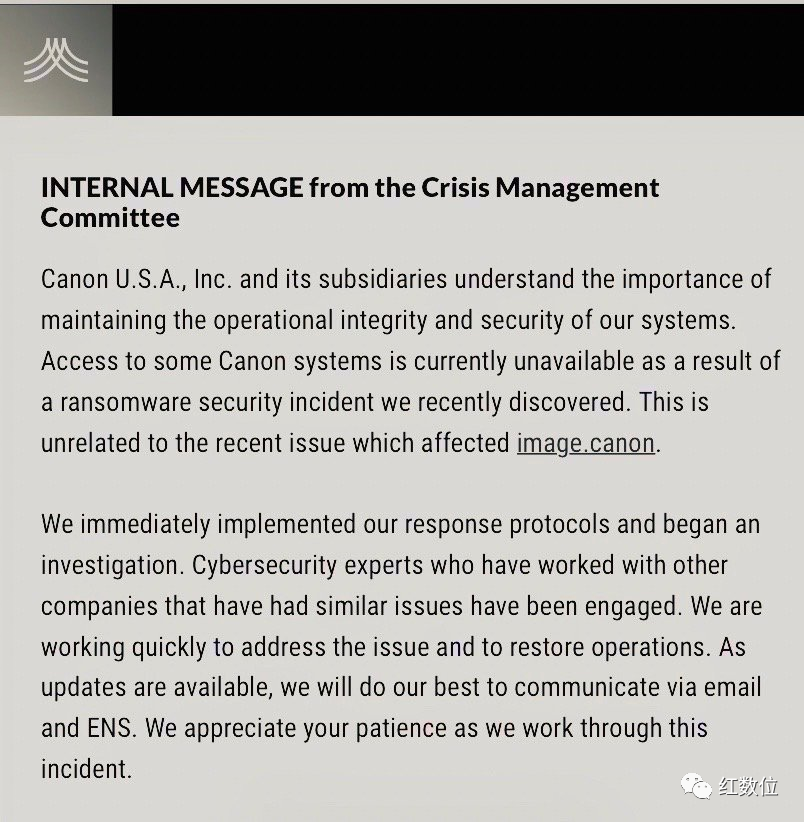 INTERNAL MESSAGE from the Crisis Management
Committee
Canon U.S.A., Inc. and its subsidiaries understand the importance of
maintaining the operational integrity and security of our systems.
Access to some Canon systems is currently unavailable as a result of
a ransomware security incident we recently discovered. This is
unrelated to the recent issue which affected image.canon.
We immediately implemented our response protocols and began an
investigation. Cybersecurity experts who have worked with other
companies that have had similar issues have been engaged. We are
working quickly to address the issue and to restore operations. As
updates are available, we will do our best to communicate via email
and ENS. We appreciate your patience as we work through this
incident.
红数位